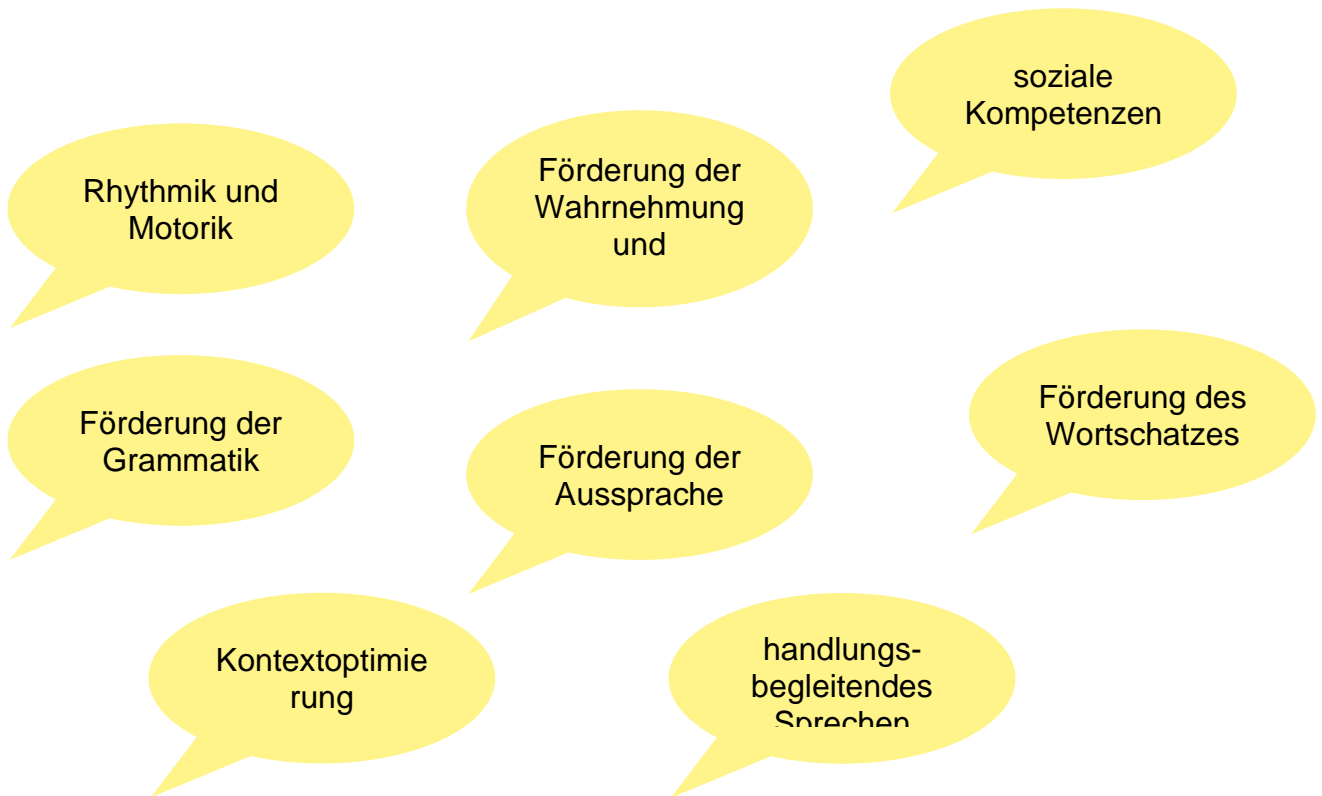 soziale
Kompetenzen
Rhythmik und
Motorik
Förderung der
Wahrnehmung
und
Förderung der
Grammatik
Förderung der
Aussprache
Förderung des
Wortschatzes
Kontextoptimie
rung
handlungs-
begleitendes
Sprechen